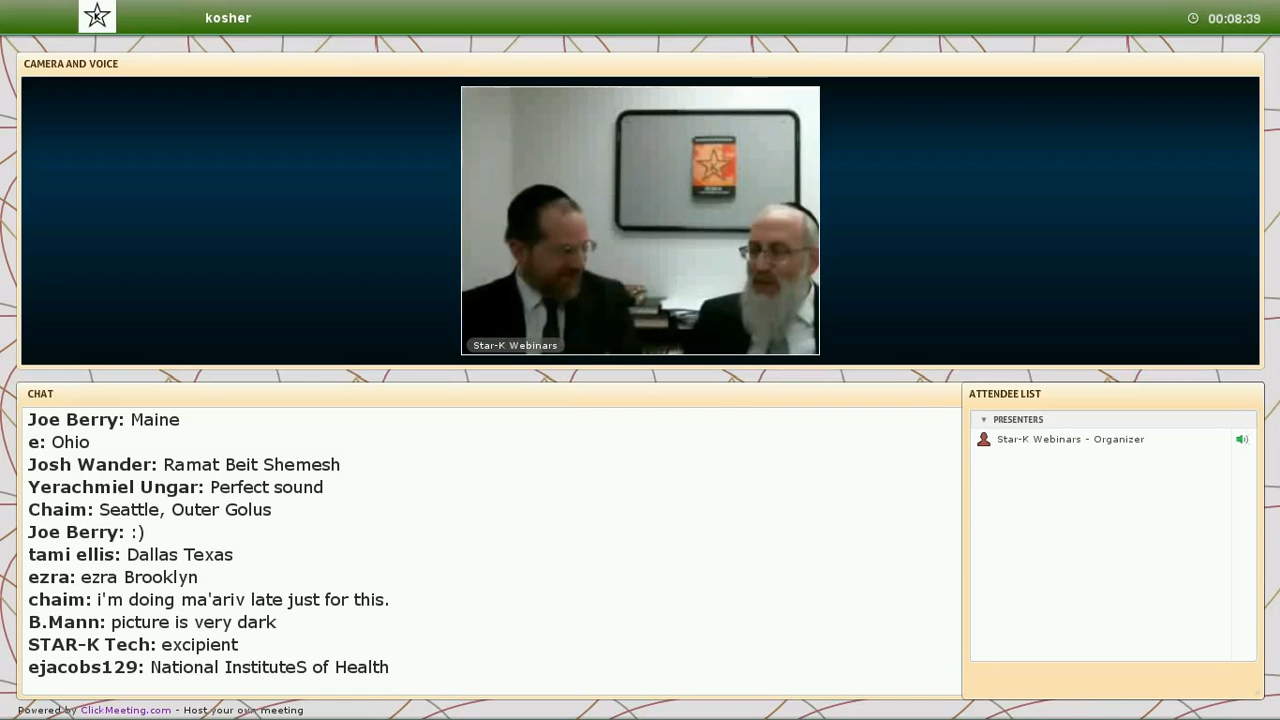 K
kosher
00:08:39
CAMERA AND VOICE
K
Star-K Webinars
CHAT
Joe Berry: Maine
e: Ohio
Josh Wander: Ramat Beit Shemesh
Yerachmiel Ungar: Perfect sound
Chaim: Seattle, Outer Golus
Joe Berry: :)
tami ellis: Dallas Texas
ezra: ezra Brooklyn
chaim: i'm doing ma'ariv late just for this.
B.Mann: picture is very dark
STAR-K Tech: excipient
ejacobs129: National InstituteS of Health
ATTENDEE LIST
PRESENTERS
Star-K Webinars - Organizer
Powered by ClickMeeting.com - Host your own meeting